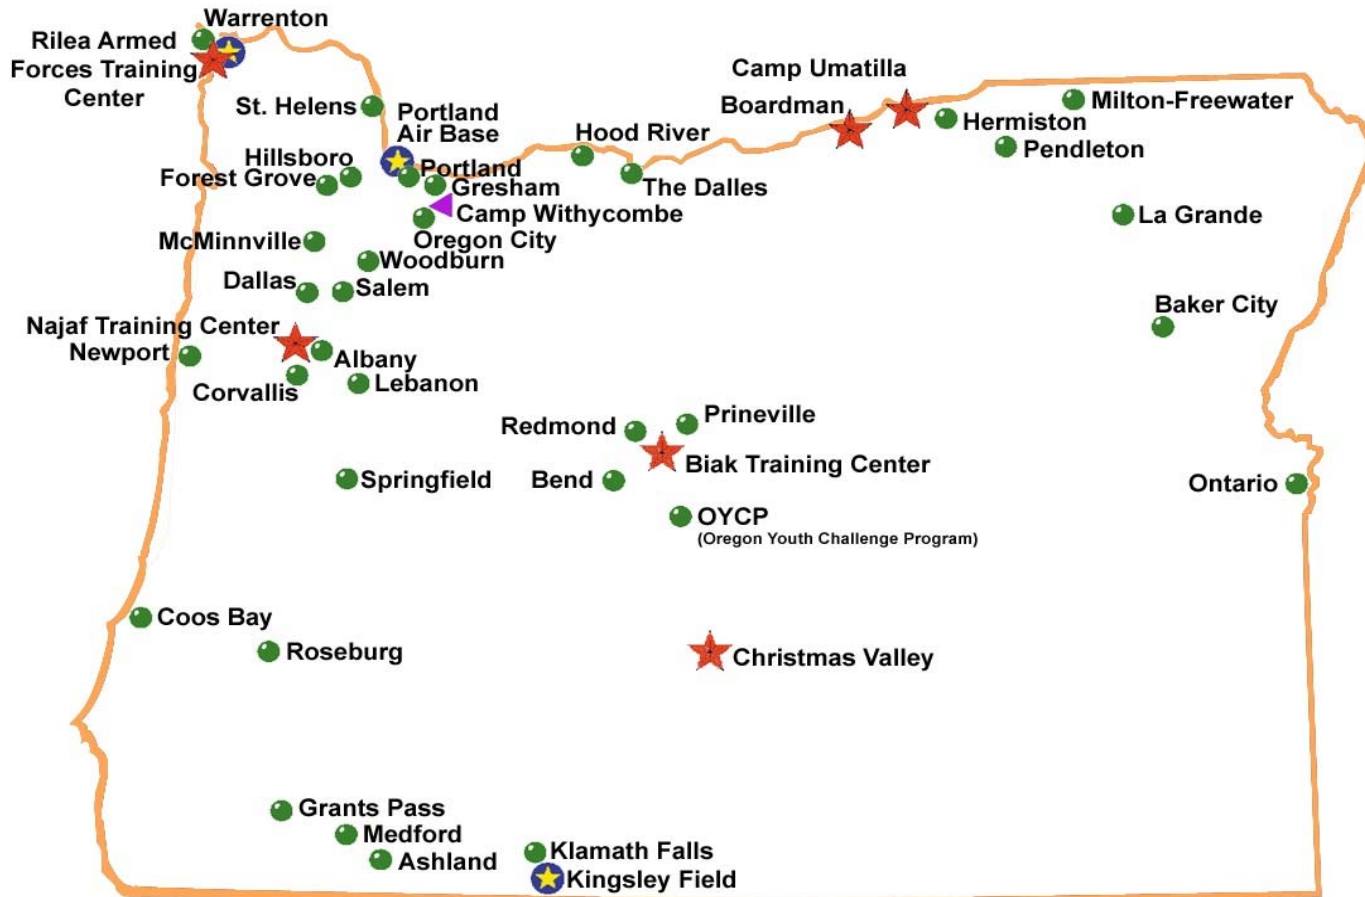 Warrenton
Rilea Armed
Forces Training
Center
Camp Umatilla
Boardman
Milton-Freewater
St. Helens
Portland
Air Base
Hood River
Hermiston
Pendleton
Hillsboro
Forest Grove
Portland
Gresham
The Dalles
Camp Withycombe
La Grande
McMinnville
Oregon City
Woodburn
Dallas
Salem
Baker City
Najaf Training Center
Newport
Albany
Corvallis
Lebanon
Redmond
Prineville
Biak Training Center
Springfield
Bend
Ontario
OYCP
(Oregon Youth Challenge Program)
Coos Bay
Roseburg
Christmas Valley
Grants Pass
Medford
Ashland
Klamath Falls
Kingsley Field